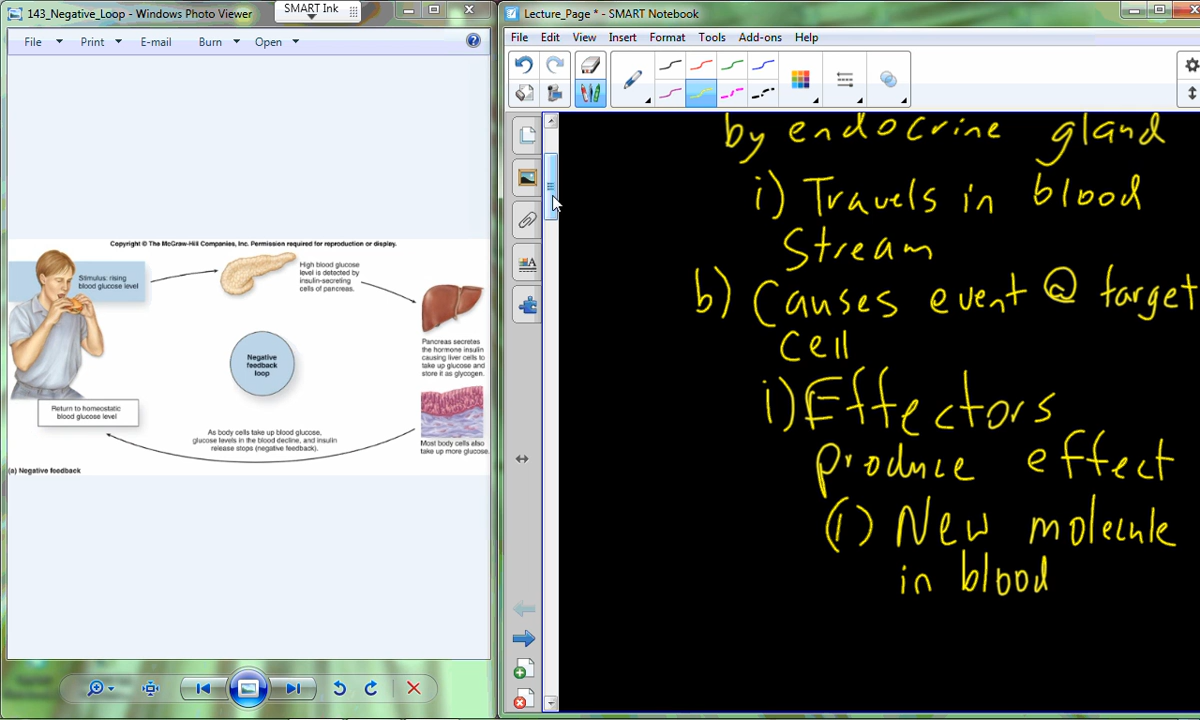 143_Negative_Loop - Windows Photo Viewer
SMART Ink
File Print E-mail Burn Open
Copyright © The McGraw-Hill Companies, Inc. Permission required for reproduction or display.
Stimulus: rising
blood glucose level
High blood glucose
level is detected by
insulin-secreting
cells of pancreas.
Negative
feedback
loop
Pancreas secretes
the hormone insulin
causing liver cells to
take up glucose and
store it as glycogen.
Return to homeostatic
blood glucose level
As body cells take up blood glucose,
glucose levels in the blood decline, and insulin
release stops (negative feedback).
Most body cells also
take up more glucose.
(a) Negative feedback
Lecture_Page * - SMART Notebook
File Edit View Insert Format Tools Add-ons Help
by endocrine gland
i) Travels in blood
Stream
b) Causes event @ target
Cell
i) Effectors
produce effect
(1) New molecule
in blood